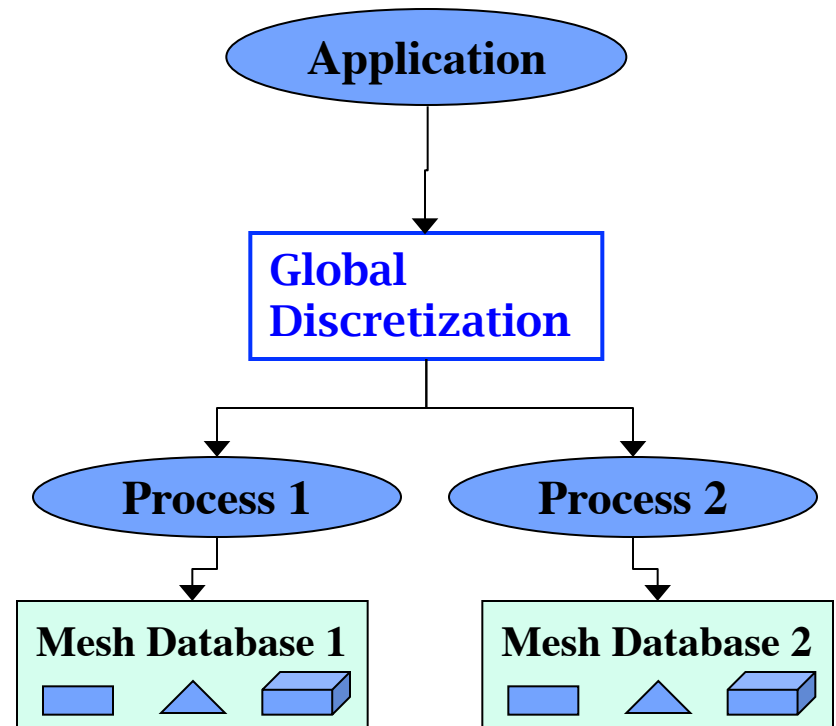 Application
Global
Discretization
Process 1
Process 2
Mesh Database 1
Mesh Database 2